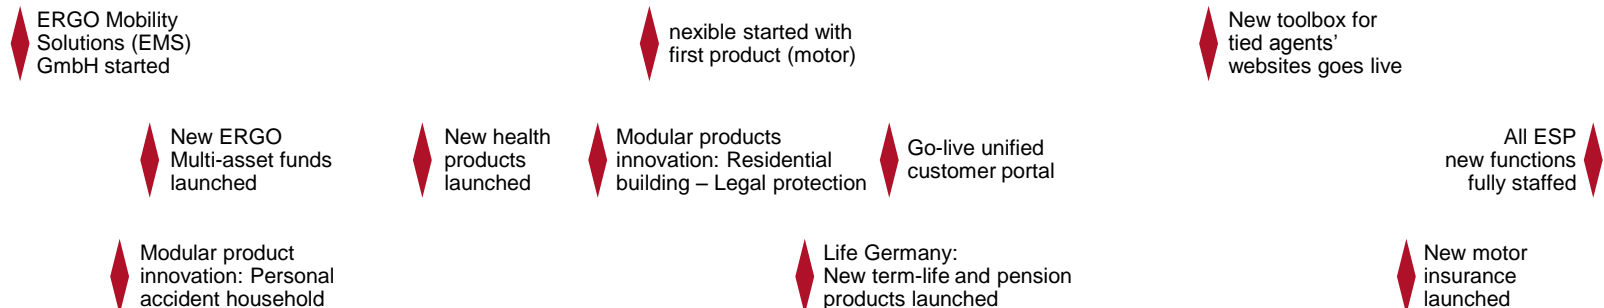 ERGO Mobility
Solutions (EMS)
GmbH started
nexible started with
first product (motor)
New toolbox for
tied agents’
websites goes live
New ERGO
Multi-asset funds
launched
New health
products
launched
Modular products
innovation: Residential
building – Legal protection
Go-live unified
customer portal
All ESP
new functions
fully staffed
Modular product
innovation: Personal
accident household
Life Germany:
New term-life and pension
products launched
New motor
insurance
launched